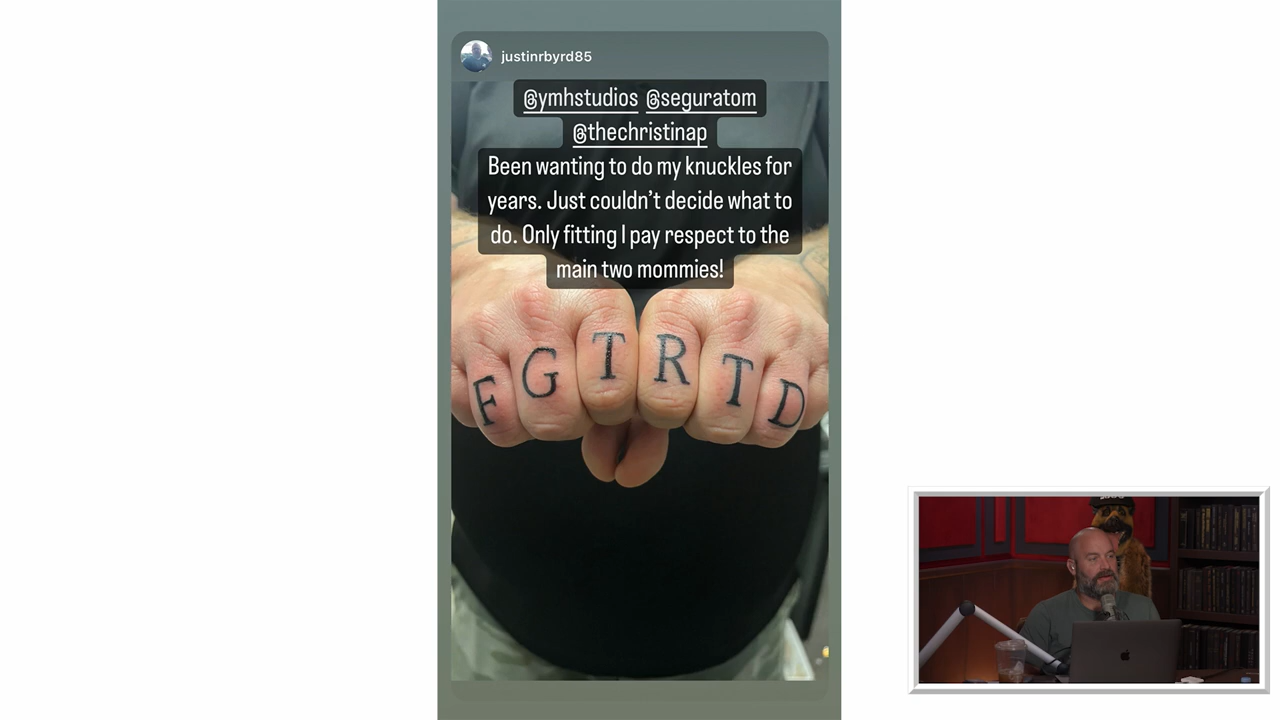 justinrbyrd85
@ymhstudios @seguratom
@thechristinap
Been wanting to do my knuckles for
years. Just couldn't decide what to
do. Only fitting I pay respect to the
main two mommies!
F G T R T D